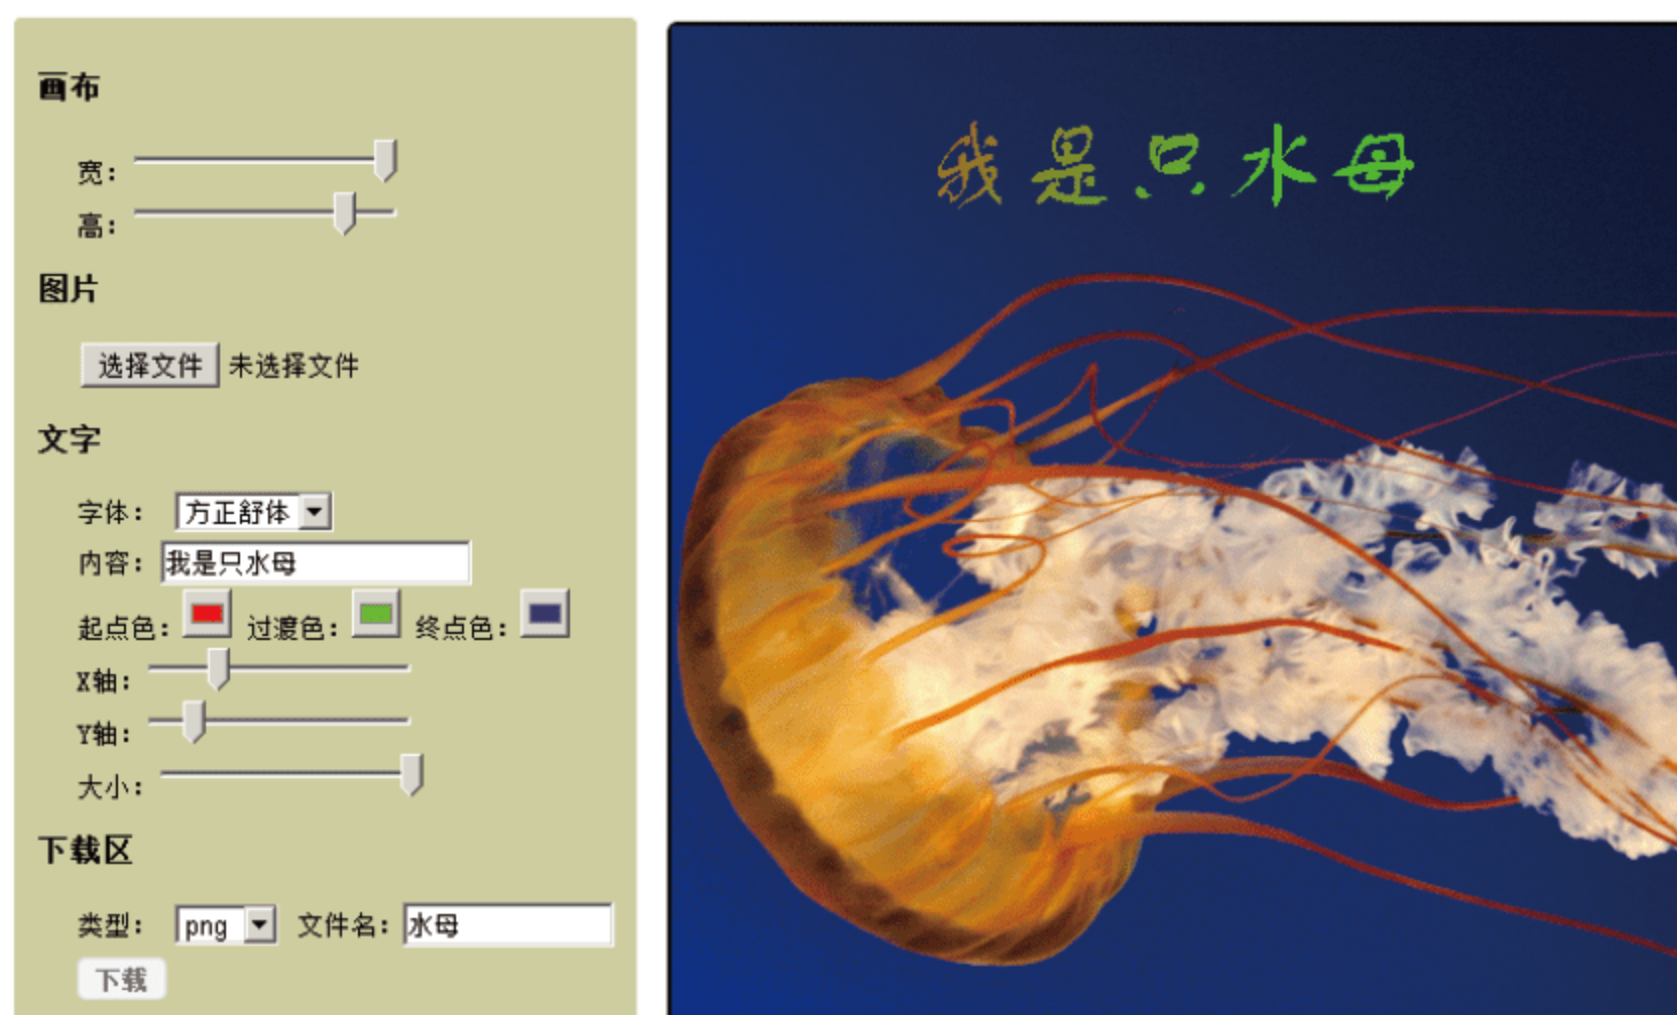 画布
宽：
高：
图片
选择文件 未选择文件
文字
字体： 方正舒体
内容： 我是只水母
起点色： 过渡色： 终点色：
X轴：
Y轴：
大小：
下载区
类型： png 文件名： 水母
下载
我是只水母